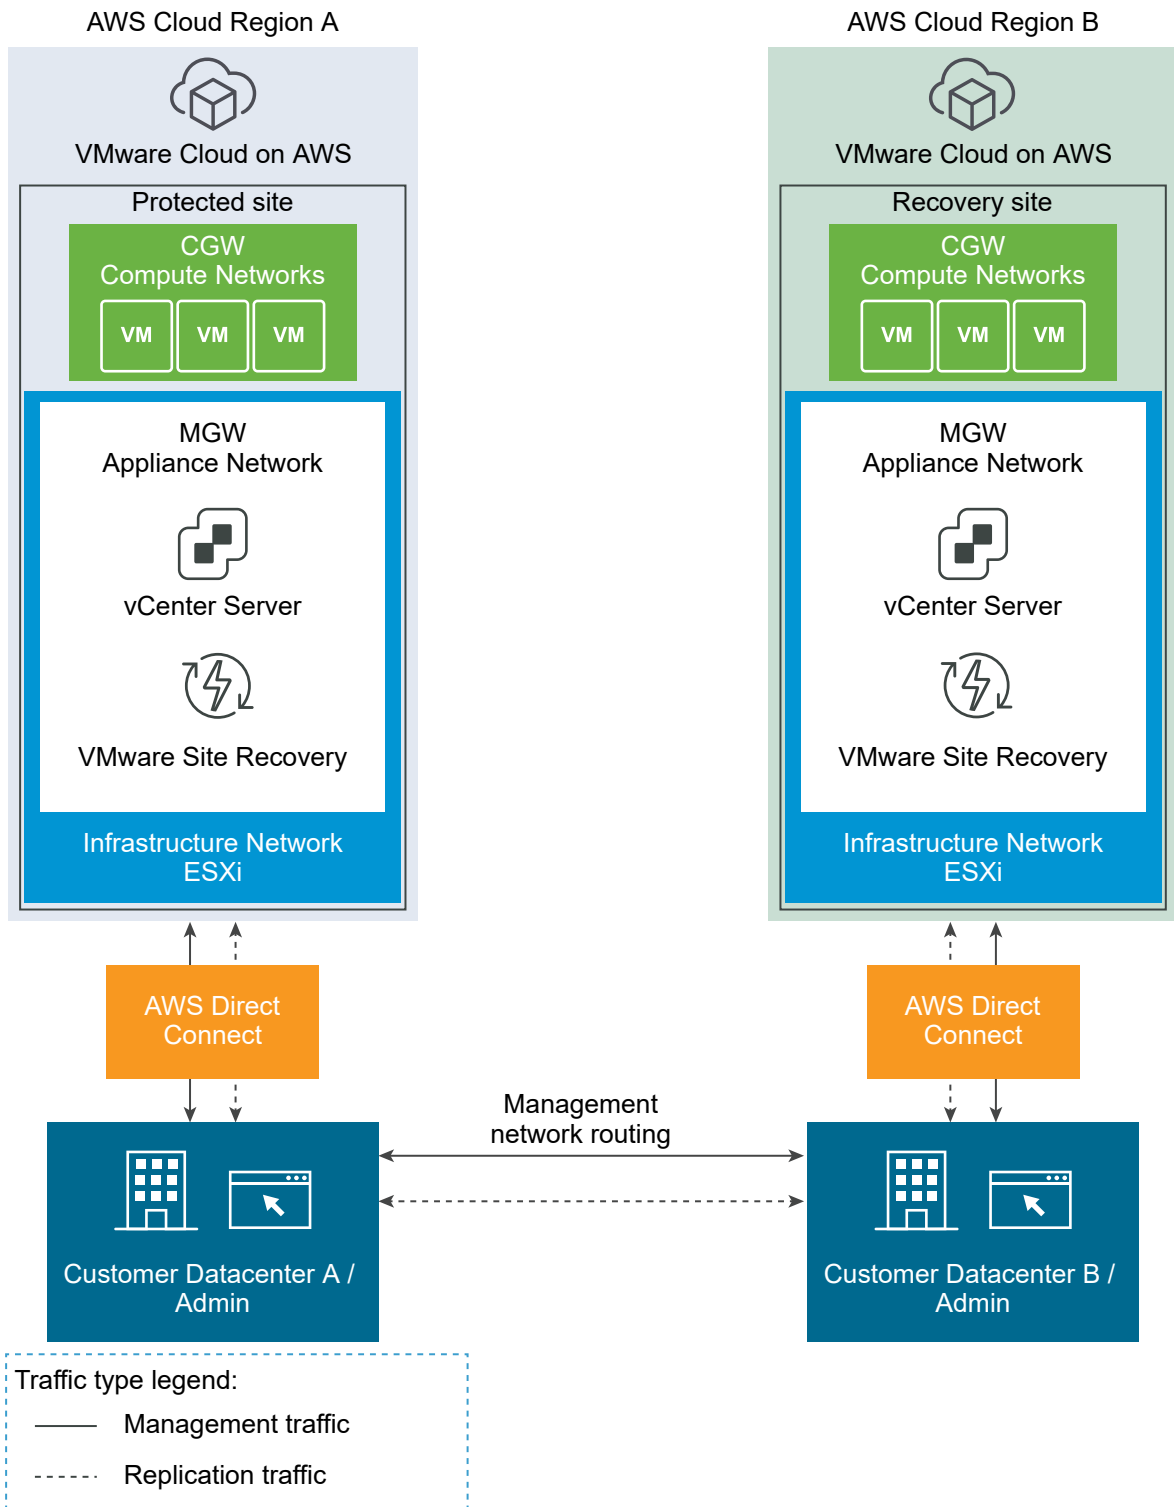 AWS Cloud Region A
VMware Cloud on AWS
Protected site
CGW
Compute Networks
VM VM VM
MGW
Appliance Network
vCenter Server
VMware Site Recovery
Infrastructure Network
ESXi
AWS Direct
Connect
Customer Datacenter A /
Admin
AWS Cloud Region B
VMware Cloud on AWS
Recovery site
CGW
Compute Networks
VM VM VM
MGW
Appliance Network
vCenter Server
VMware Site Recovery
Infrastructure Network
ESXi
AWS Direct
Connect
Customer Datacenter B /
Admin
Management
network routing
Traffic type legend:
Management traffic
Replication traffic